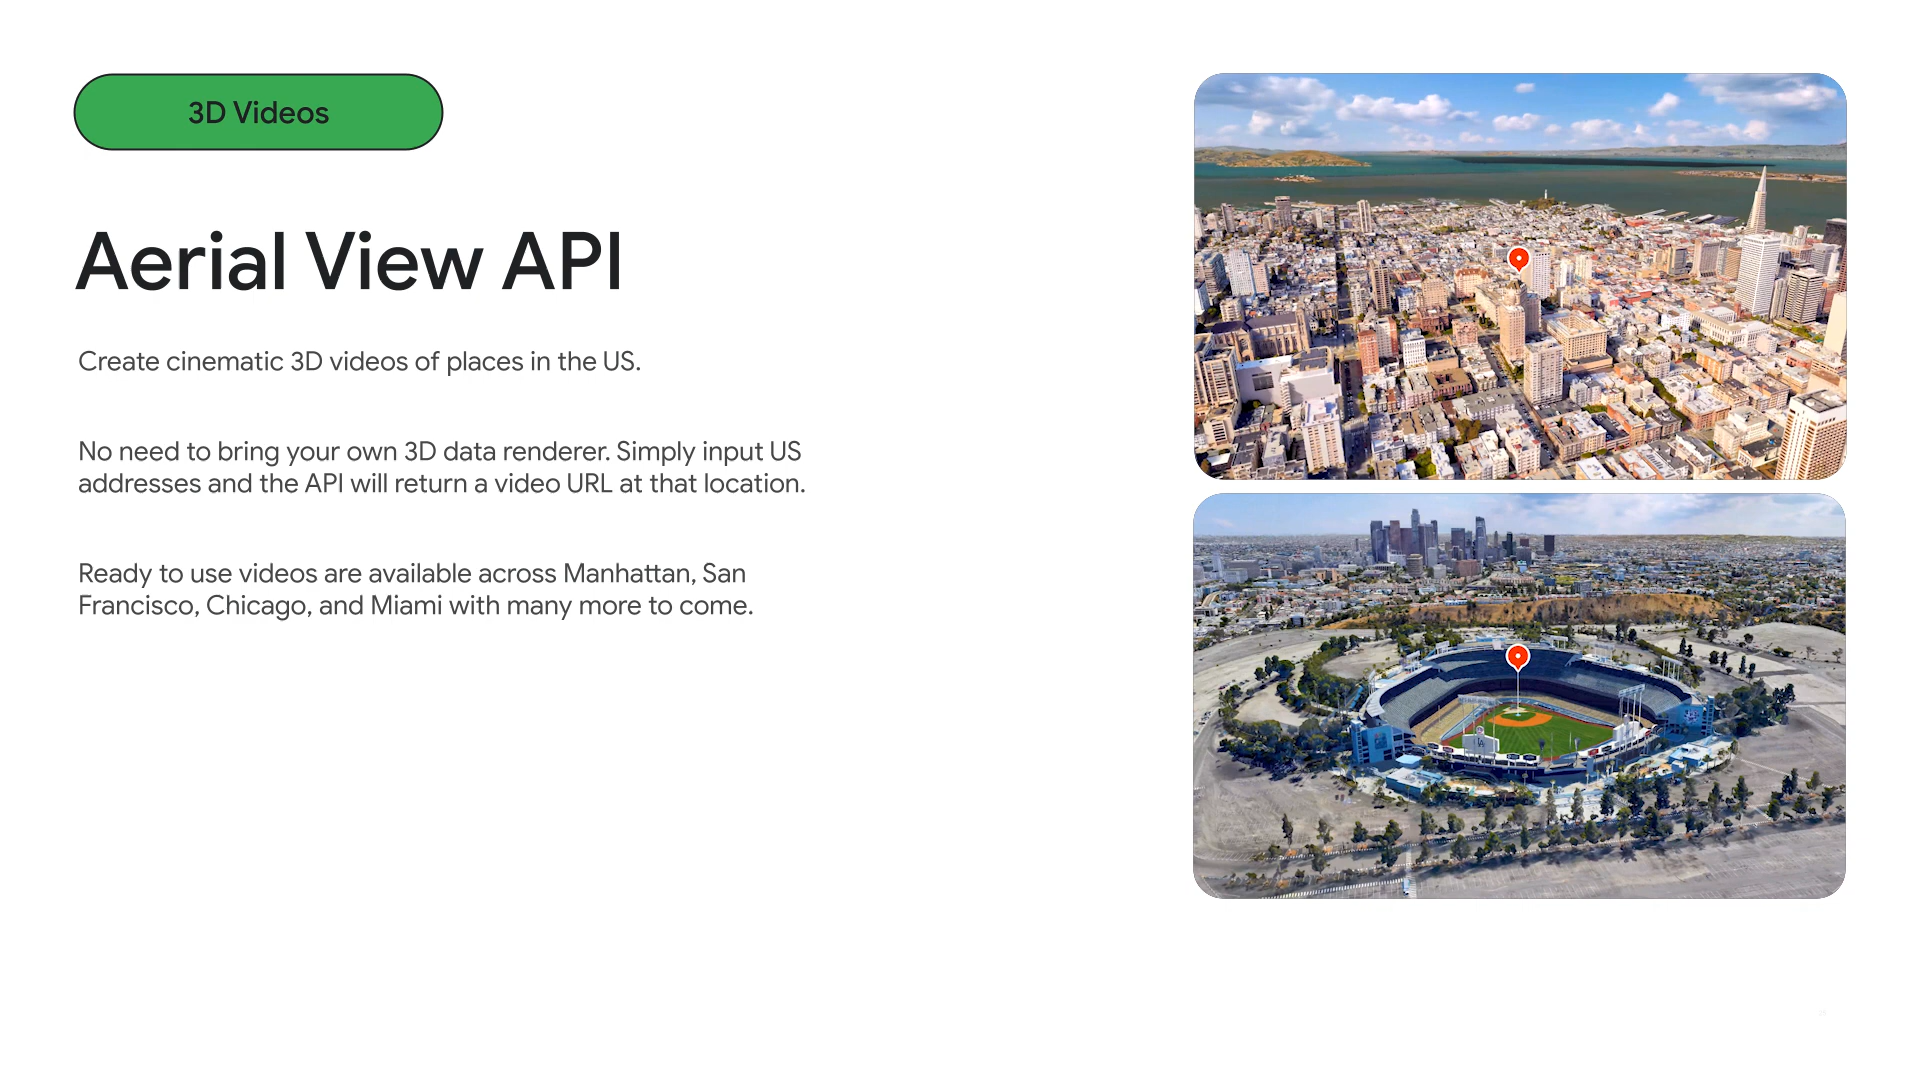 3D Videos
Aerial View API
Create cinematic 3D videos of places in the US.
No need to bring your own 3D data renderer. Simply input US
addresses and the API will return a video URL at that location.
Ready to use videos are available across Manhattan, San
Francisco, Chicago, and Miami with many more to come.